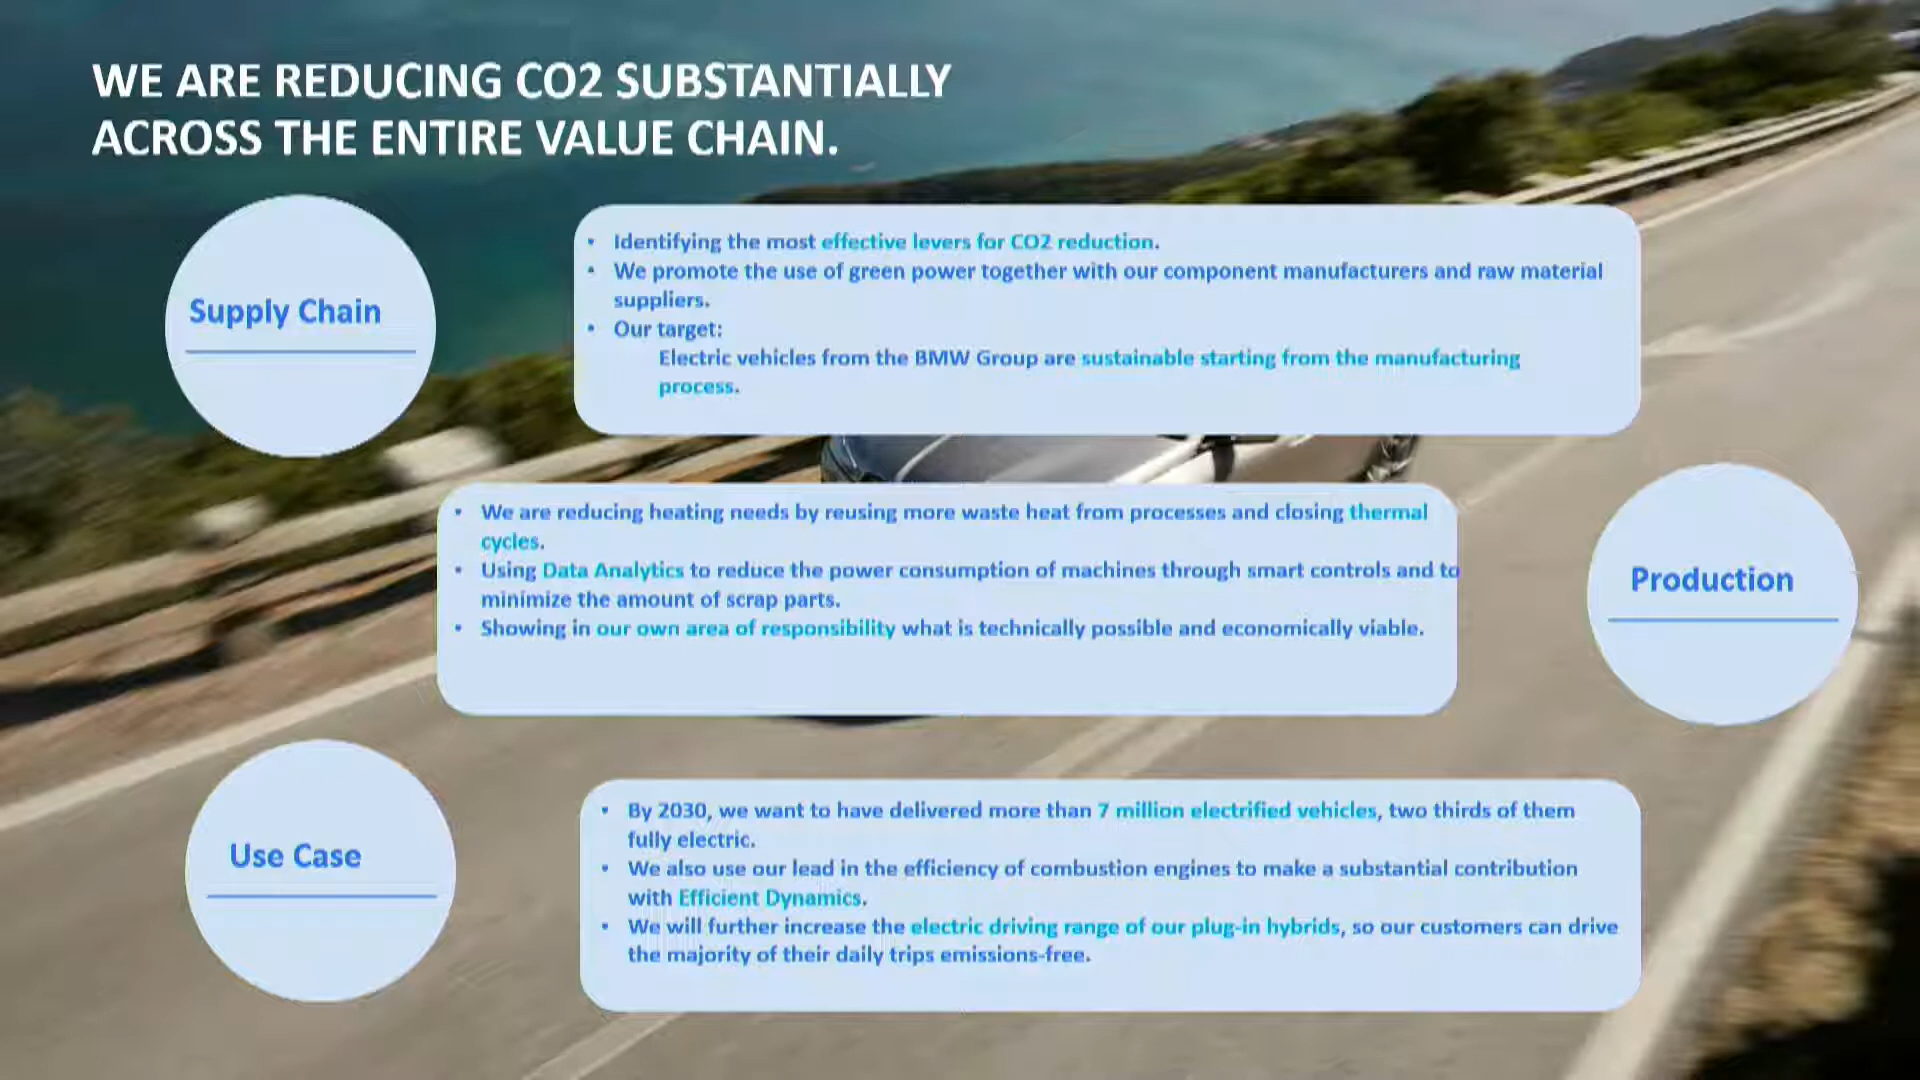 WE ARE REDUCING CO2 SUBSTANTIALLY
ACROSS THE ENTIRE VALUE CHAIN.
Supply Chain
• Identifying the most effective levers for CO2 reduction.
• We promote the use of green power together with our component manufacturers and raw material
suppliers.
• Our target:
Electric vehicles from the BMW Group are sustainable starting from the manufacturing
process.
• We are reducing heating needs by reusing more waste heat from processes and closing thermal
cycles.
• Using Data Analytics to reduce the power consumption of machines through smart controls and to
minimize the amount of scrap parts.
• Showing in our own area of responsibility what is technically possible and economically viable.
Production
Use Case
• By 2030, we want to have delivered more than 7 million electrified vehicles, two thirds of them
fully electric.
• We also use our lead in the efficiency of combustion engines to make a substantial contribution
with Efficient Dynamics.
• We will further increase the electric driving range of our plug-in hybrids, so our customers can drive
the majority of their daily trips emissions-free.